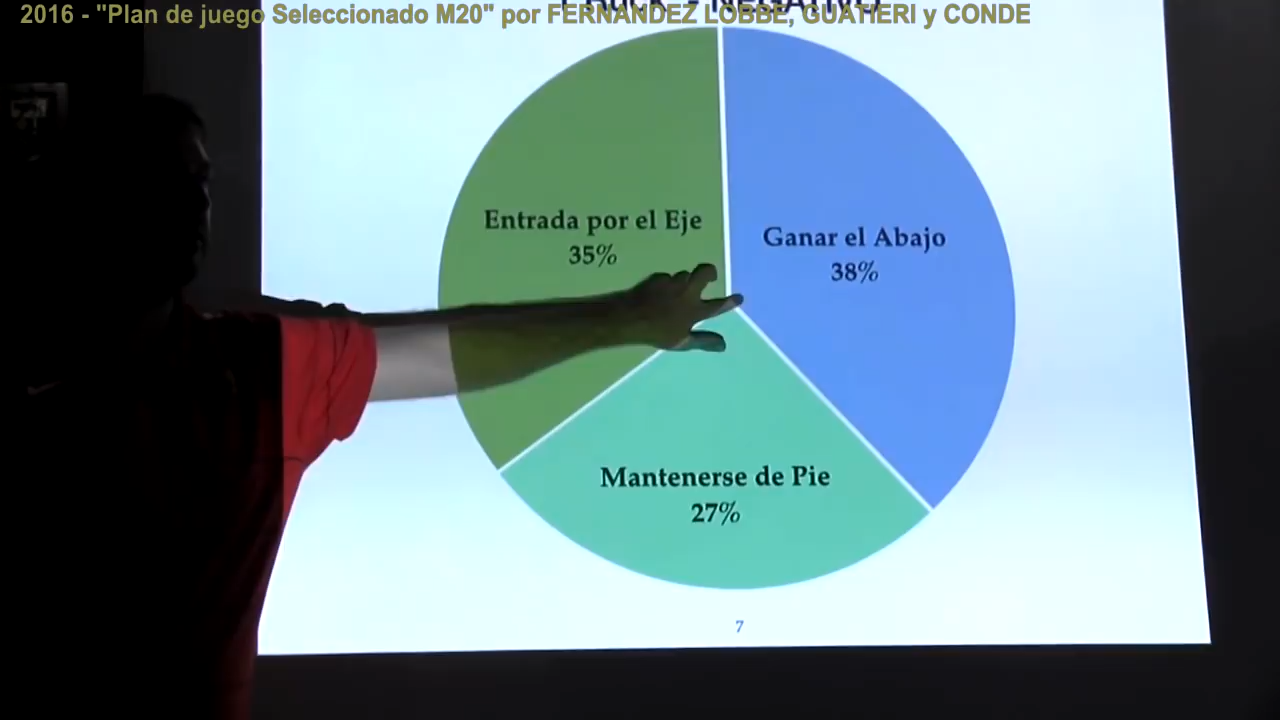 2016 - "Plan de juego Seleccionado M20" por FERNANDEZ LOBBE, GUATIERI y CONDE
Entrada por el Eje
35%
Ganar el Abajo
38%
Mantenerse de Pie
27%
7